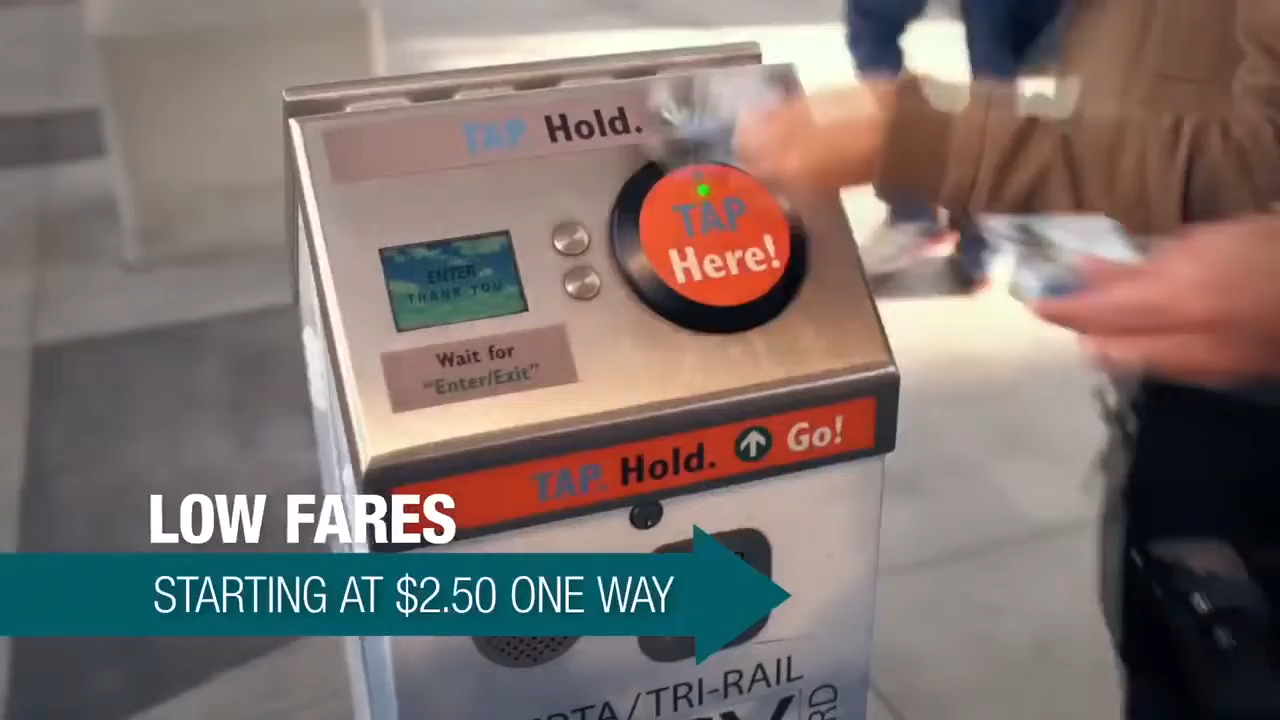 TAP. Hold.
TAP
Here!
ENTER
THANK YOU
Wait for
"Enter/Exit"
TAP. Hold. Go!
LOW FARES
STARTING AT $2.50 ONE WAY
/TRI-RAIL